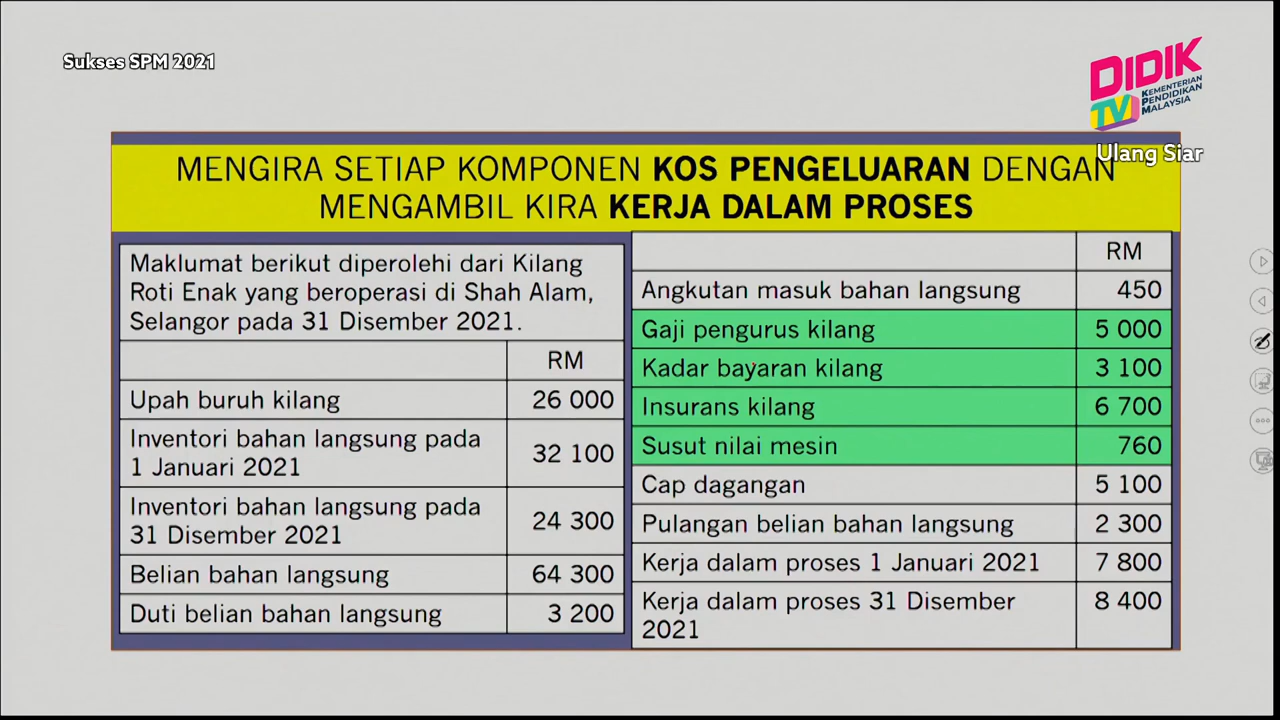 Sukses SPM 2021
DIDIK
TV
KEMENTERIAN
PENDIDIKAN
MALAYSIA
Ulang Siar
MENGIRA SETIAP KOMPONEN KOS PENGELUARAN DENGAN
MENGAMBIL KIRA KERJA DALAM PROSES
Maklumat berikut diperolehi dari Kilang
Roti Enak yang beroperasi di Shah Alam,
Selangor pada 31 Disember 2021.
RM
Upah buruh kilang 26 000
Inventori bahan langsung pada
1 Januari 2021 32 100
Inventori bahan langsung pada
31 Disember 2021 24 300
Belian bahan langsung 64 300
Duti belian bahan langsung 3 200
RM
Angkutan masuk bahan langsung 450
Gaji pengurus kilang 5 000
Kadar bayaran kilang 3 100
Insurans kilang 6 700
Susut nilai mesin 760
Cap dagangan 5 100
Pulangan belian bahan langsung 2 300
Kerja dalam proses 1 Januari 2021 7 800
Kerja dalam proses 31 Disember 8 400
2021